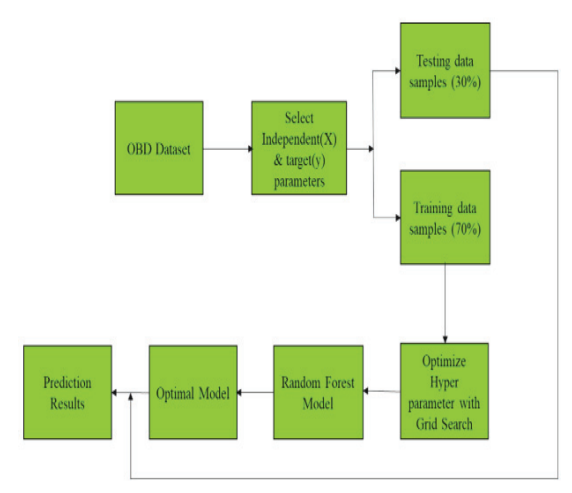 OBD Dataset
Select
Independent(X)
& target(y)
parameters
Testing data
samples (30%)
Training data
samples (70%)
Optimize
Hyper
parameter with
Grid Search
Random Forest
Model
Optimal Model
Prediction
Results